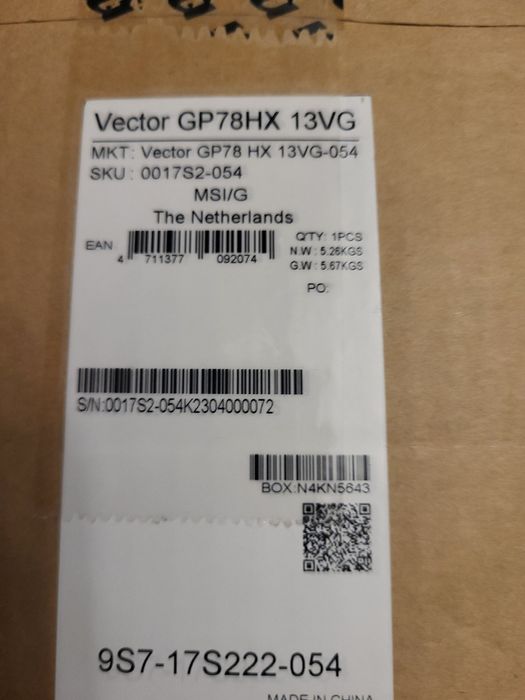 Vector GP78HX 13VG
MKT: Vector GP78 HX 13VG-054
SKU : 0017S2-054
MSI/G
The Netherlands
EAN
4 711377 092074
Q'TY: 1PCS
N.W : 5.26KGS
G.W : 5.67KGS
PO:
S/N:0017S2-054K2304000072
BOX:N4KN5643
9S7-17S222-054
MADE IN CHINA